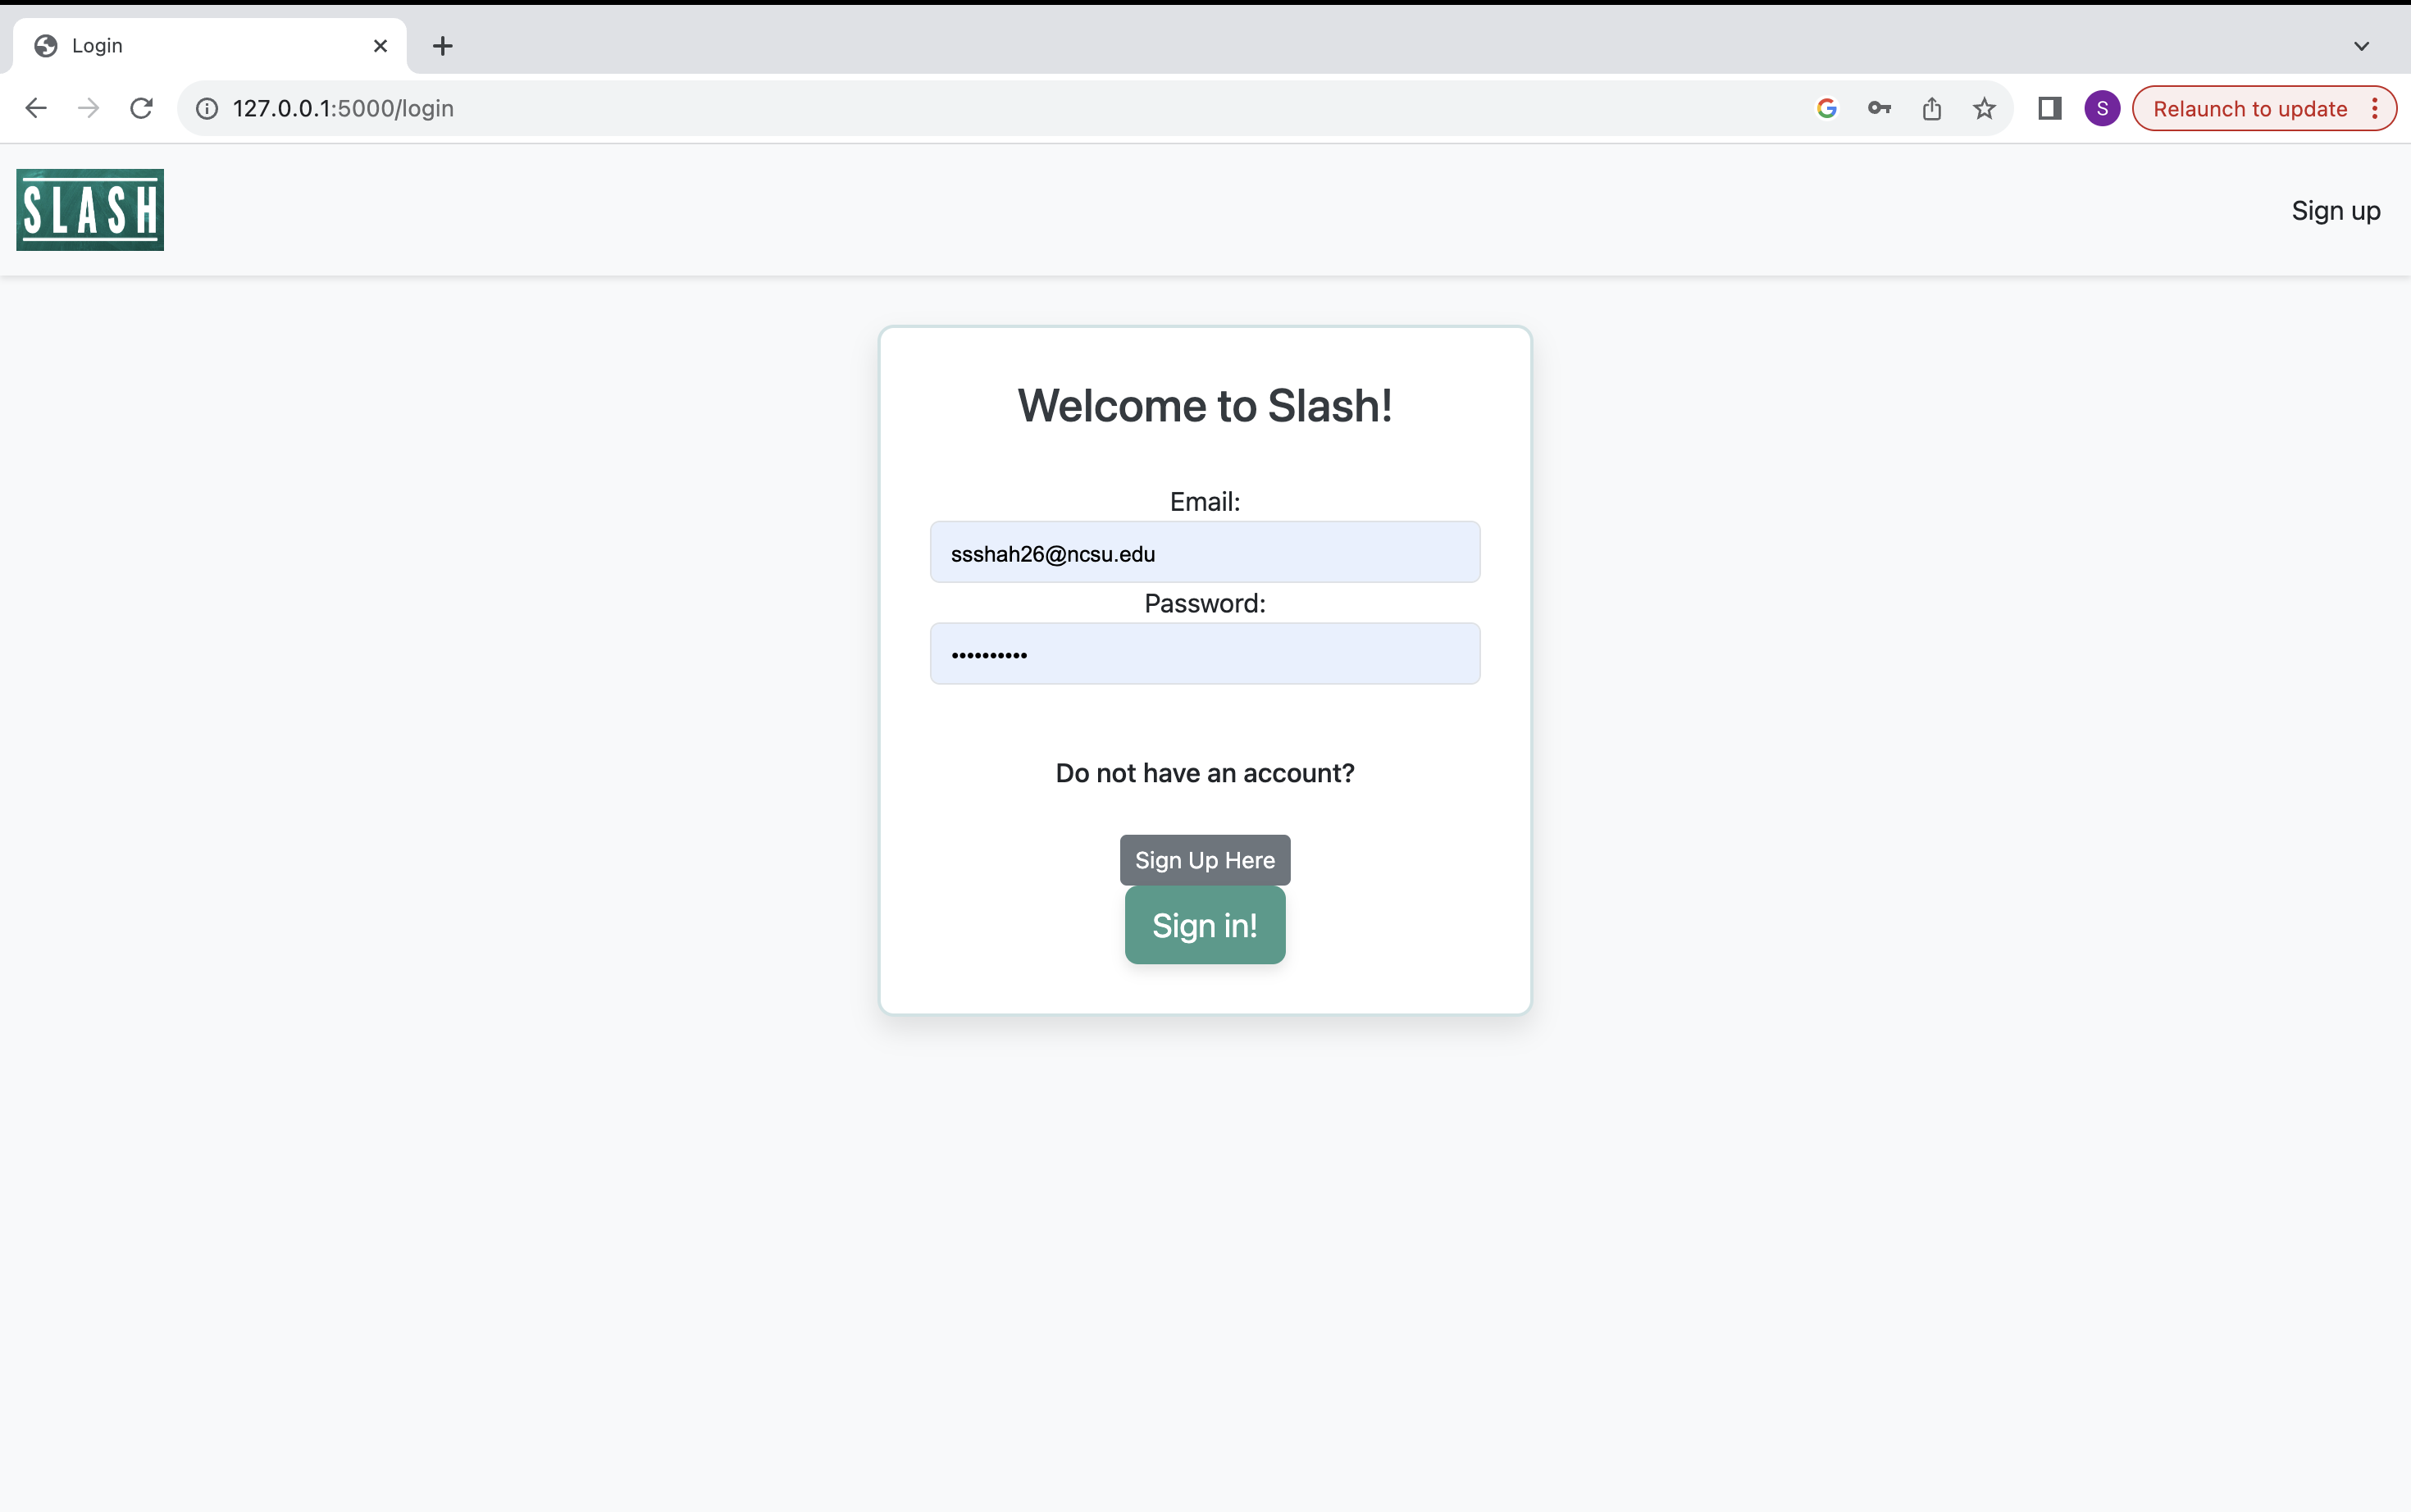 Login
127.0.0.1:5000/login
S
Relaunch to update
SLASH
Sign up
Welcome to Slash!
Email:
ssshah26@ncsu.edu
Password:
••••••••••
Do not have an account?
Sign Up Here
Sign in!